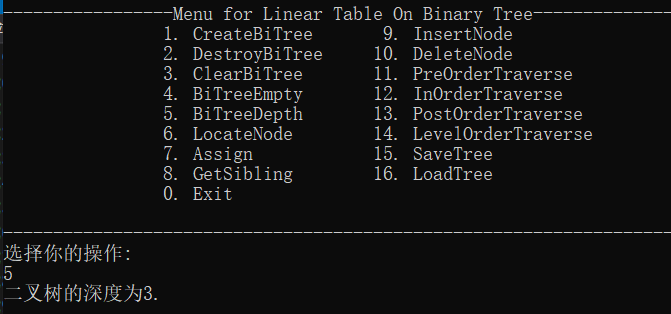 -----------------Menu for Linear Table On Binary Tree--------------
1. CreateBiTree 9. InsertNode
2. DestroyBiTree 10. DeleteNode
3. ClearBiTree 11. PreOrderTraverse
4. BiTreeEmpty 12. InOrderTraverse
5. BiTreeDepth 13. PostOrderTraverse
6. LocateNode 14. LevelOrderTraverse
7. Assign 15. SaveTree
8. GetSibling 16. LoadTree
0. Exit
-------------------------------------------------------------------
选择你的操作:
5
二叉树的深度为3.